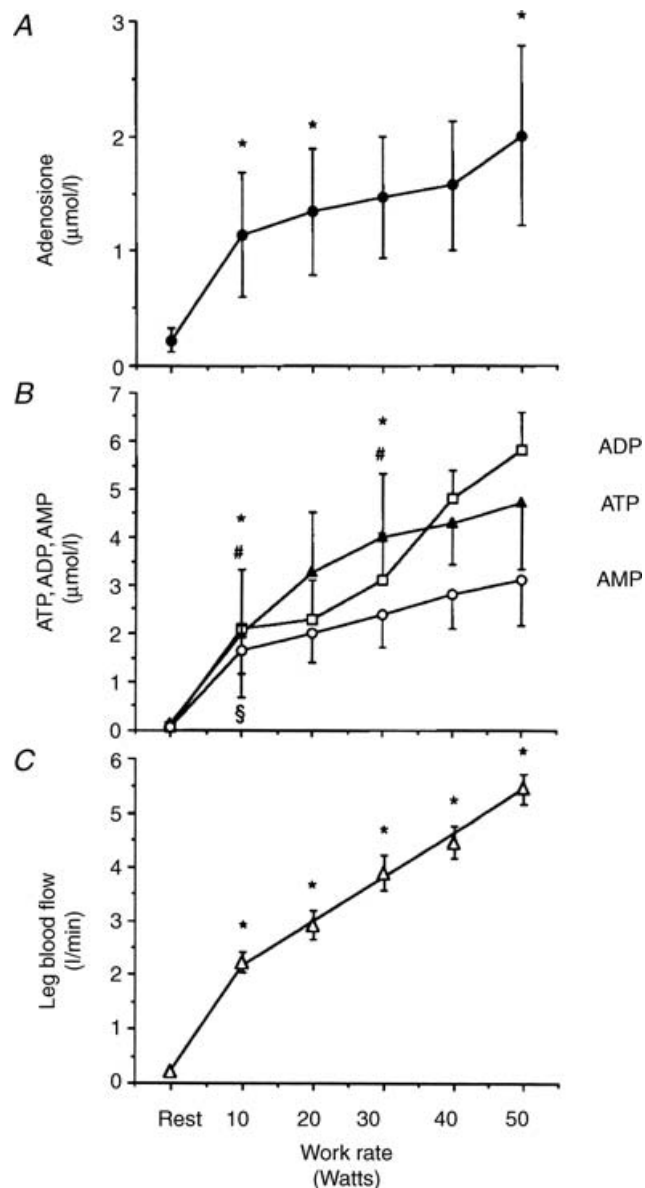 A
3
*
*
*
2
Adenosione
(μmol/l)
1
0
B
7
*
6
#
ADP
5
ATP
*
4
#
ATP, ADP, AMP
(μmol/l)
3
AMP
2
1
§
0
C
6
*
5
*
*
4
*
Leg blood flow
(l/min)
3
*
2
1
0
Rest 10 20 30 40 50
Work rate
(Watts)